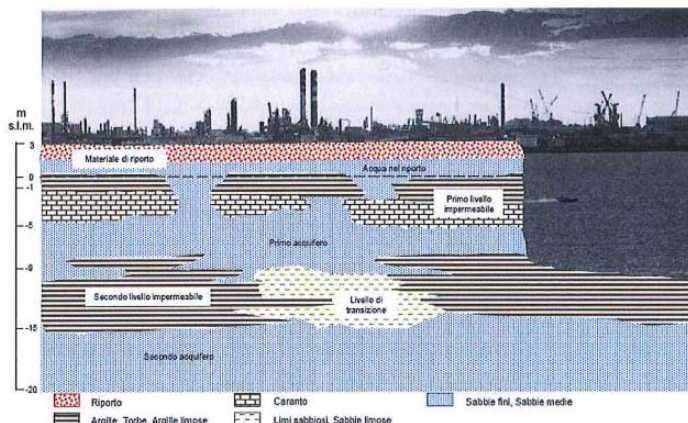 m
s.l.m.
3
0
-1
-5
-9
-15
-20
Materiale di riporto
Acqua nel riporto
Primo livello
impermeabile
Primo acquifero
Secondo livello impermeabile
Livello di
transizione
Secondo acquifero
Riporto
Caranto
Sabbie fini, Sabbie medie
Argile, Torbe, Argille limose
Limi sabbiosi, Sabbie limose